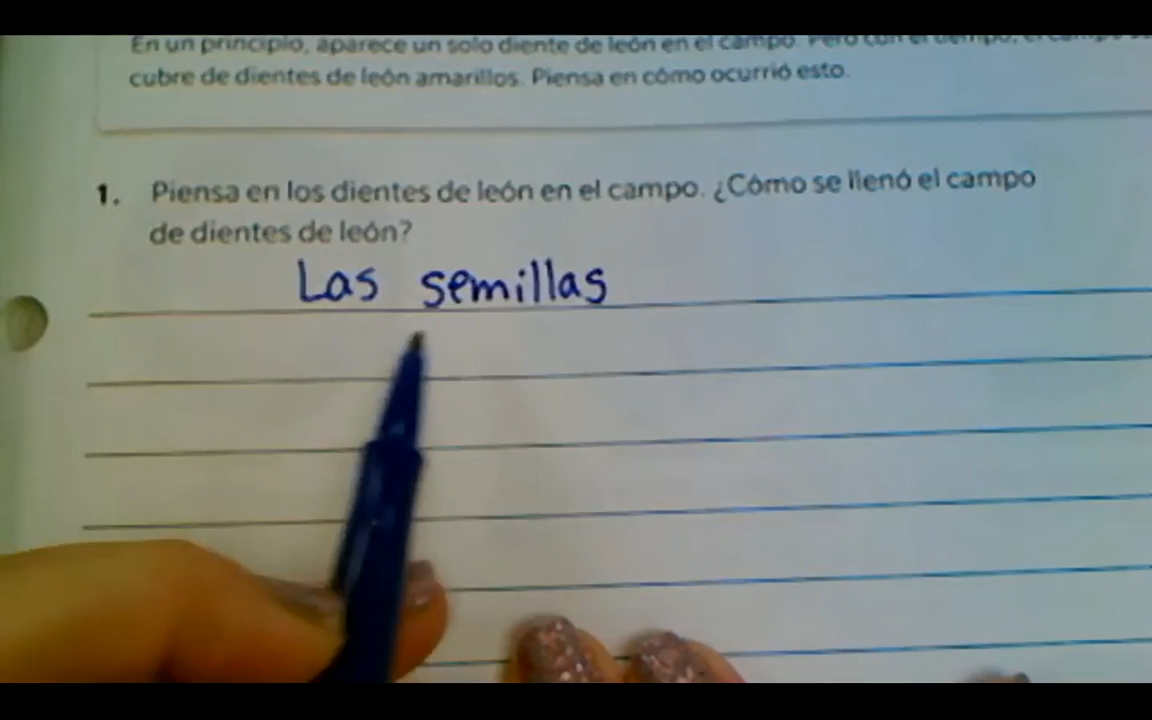 En un principio, aparece un solo diente de león en el campo. Pero con el tiempo, el campo se
cubre de dientes de león amarillos. Piensa en cómo ocurrió esto.
1. Piensa en los dientes de león en el campo. ¿Cómo se llenó el campo
de dientes de león?
Las semillas